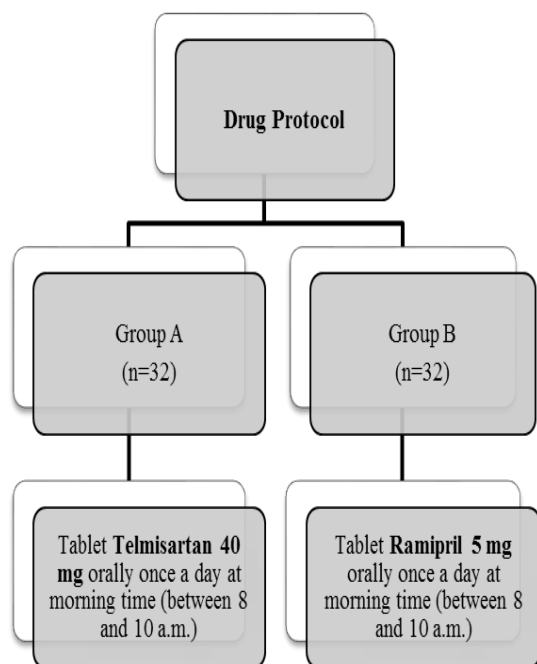 Drug Protocol
Group A
(n=32)
Group B
(n=32)
Tablet Telmisartan 40
mg orally once a day at
morning time (between 8
and 10 a.m.)
Tablet Ramipril 5 mg
orally once a day at
morning time (between 8
and 10 a.m.)